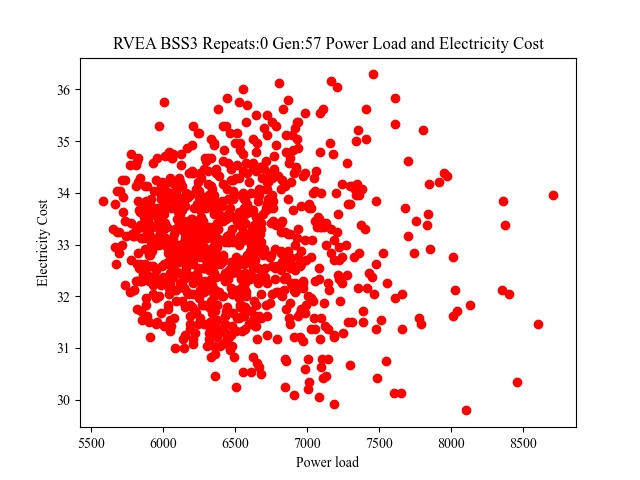 RVEA BSS3 Repeats:0 Gen:57 Power Load and Electricity Cost
36
35
34
33
32
31
30
Electricity Cost
5500 6000 6500 7000 7500 8000 8500
Power load